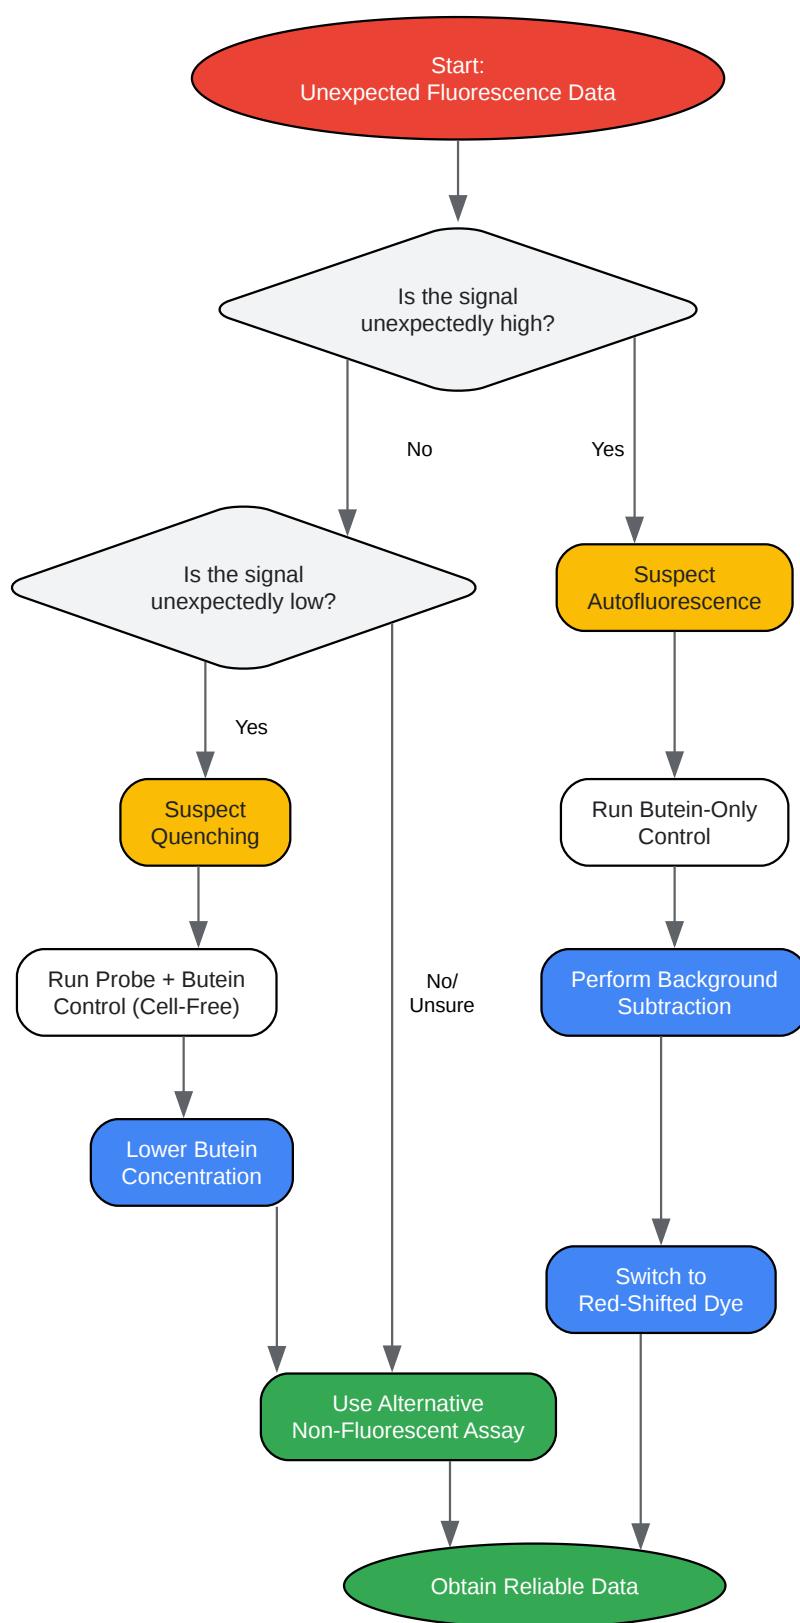 Start:
Unexpected Fluorescence Data
Is the signal
unexpectedly high?
No
Yes
Is the signal
unexpectedly low?
Suspect
Autofluorescence
Yes
Suspect
Quenching
Run Butein-Only
Control
Run Probe + Butein
Control (Cell-Free)
No/
Unsure
Perform Background
Subtraction
Lower Butein
Concentration
Switch to
Red-Shifted Dye
Use Alternative
Non-Fluorescent Assay
Obtain Reliable Data